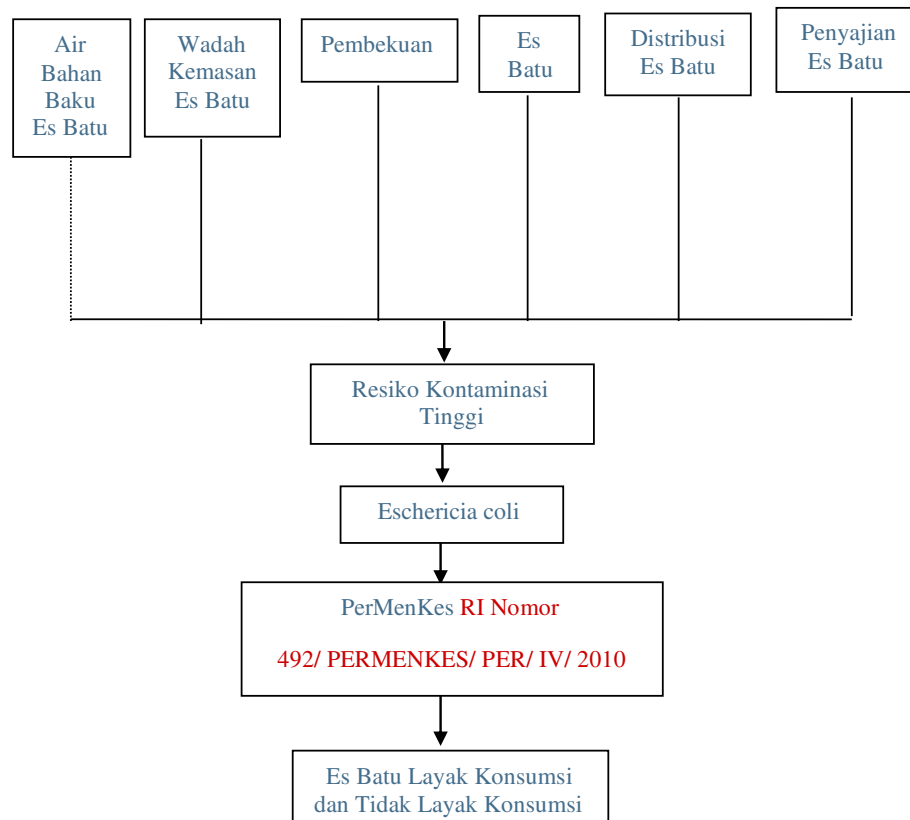 Air
Bahan
Baku
Es Batu
Wadah
Kemasan
Es Batu
Pembekuan
Es
Batu
Distribusi
Es Batu
Penyajian
Es Batu
Resiko Kontaminasi
Tinggi
Eschericia coli
PerMenKes RI Nomor
492/ PERMENKES/ PER/ IV/ 2010
Es Batu Layak Konsumsi
dan Tidak Layak Konsumsi